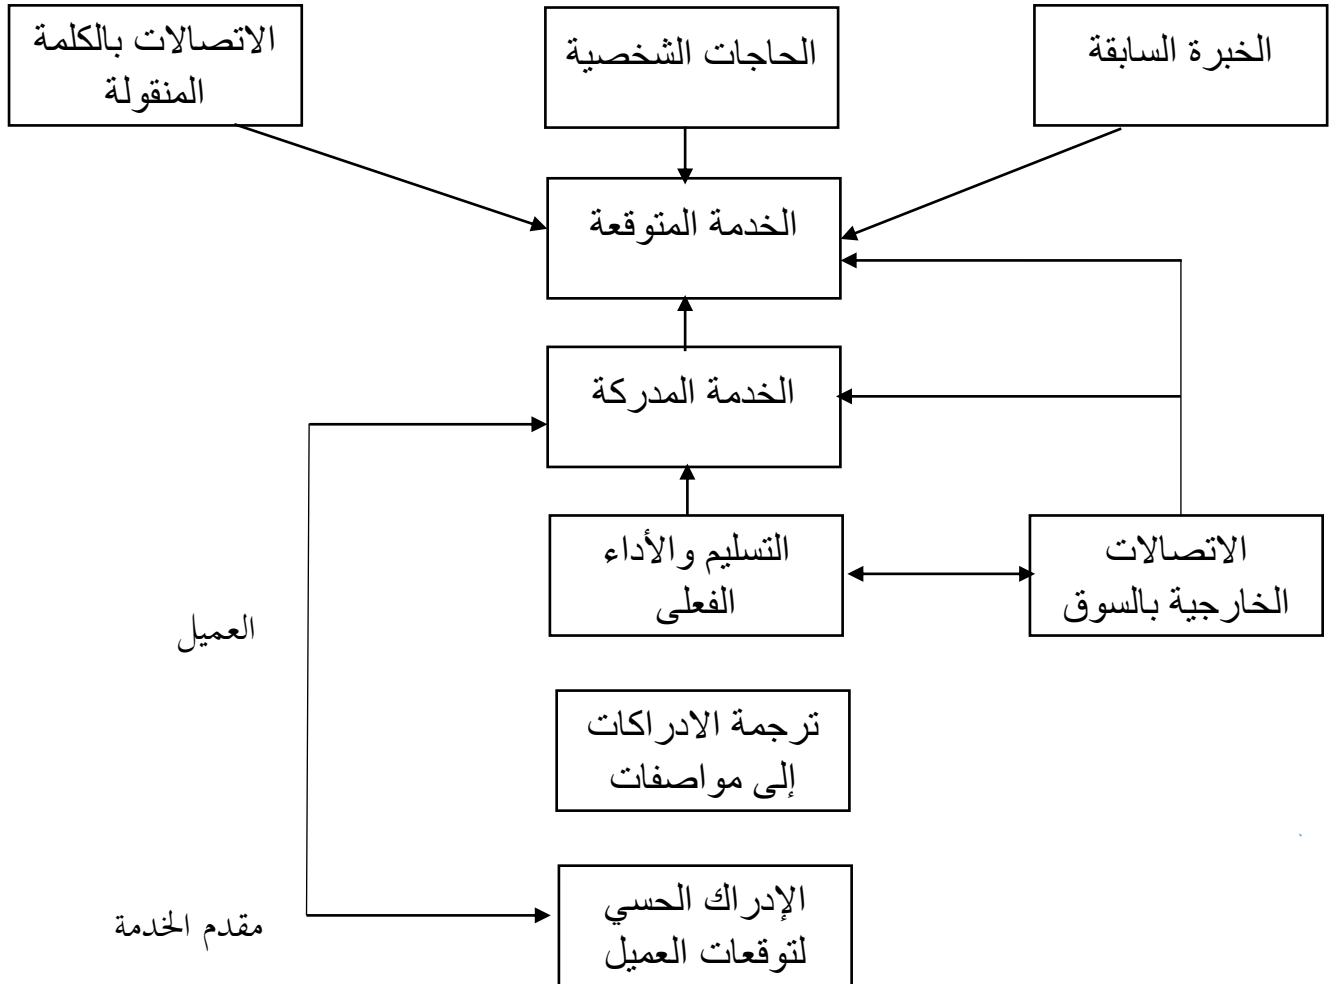 الخبرة السابقة
الحاجات الشخصية
الاتصالات بالكلمة
المنقولة
الخدمة المتوقعة
الخدمة المدركة
التسليم والأداء
الفعلى
الاتصالات
الخارجية بالسوق
العميل
ترجمة الادراكات
إلى مواصفات
الإدراك الحسي
لتوقعات العميل
مقدم الخدمة